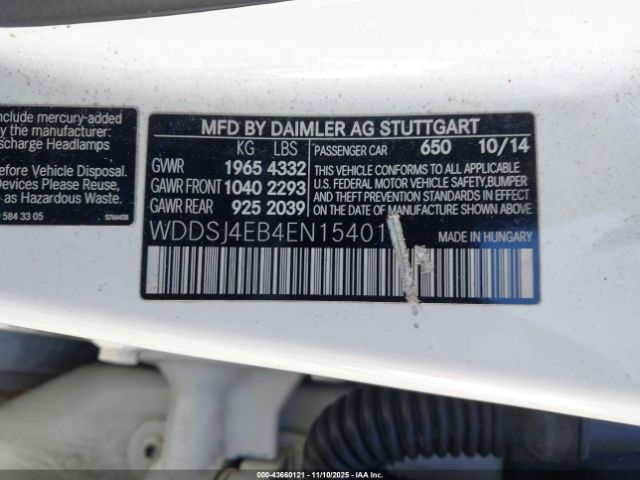 include mercury-added
by the manufacturer:
scharge Headlamps
efore Vehicle Disposal.
Devices Please Reuse,
as Hazardous Waste.
584 33 05 5766458
MFD BY DAIMLER AG STUTTGART
KG LBS PASSENGER CAR 650 10/14
GVWR 1965 4332
GAWR FRONT 1040 2293
GAWR REAR 925 2039
THIS VEHICLE CONFORMS TO ALL APPLICABLE
U.S. FEDERAL MOTOR VEHICLE SAFETY, BUMPER
AND THEFT PREVENTION STANDARDS IN EFFECT
ON THE DATE OF MANUFACTURE SHOWN ABOVE.
WDDSJ4EB4EN15401 MADE IN HUNGARY
000-43660121 - 11/10/2025 - IAAI.CA